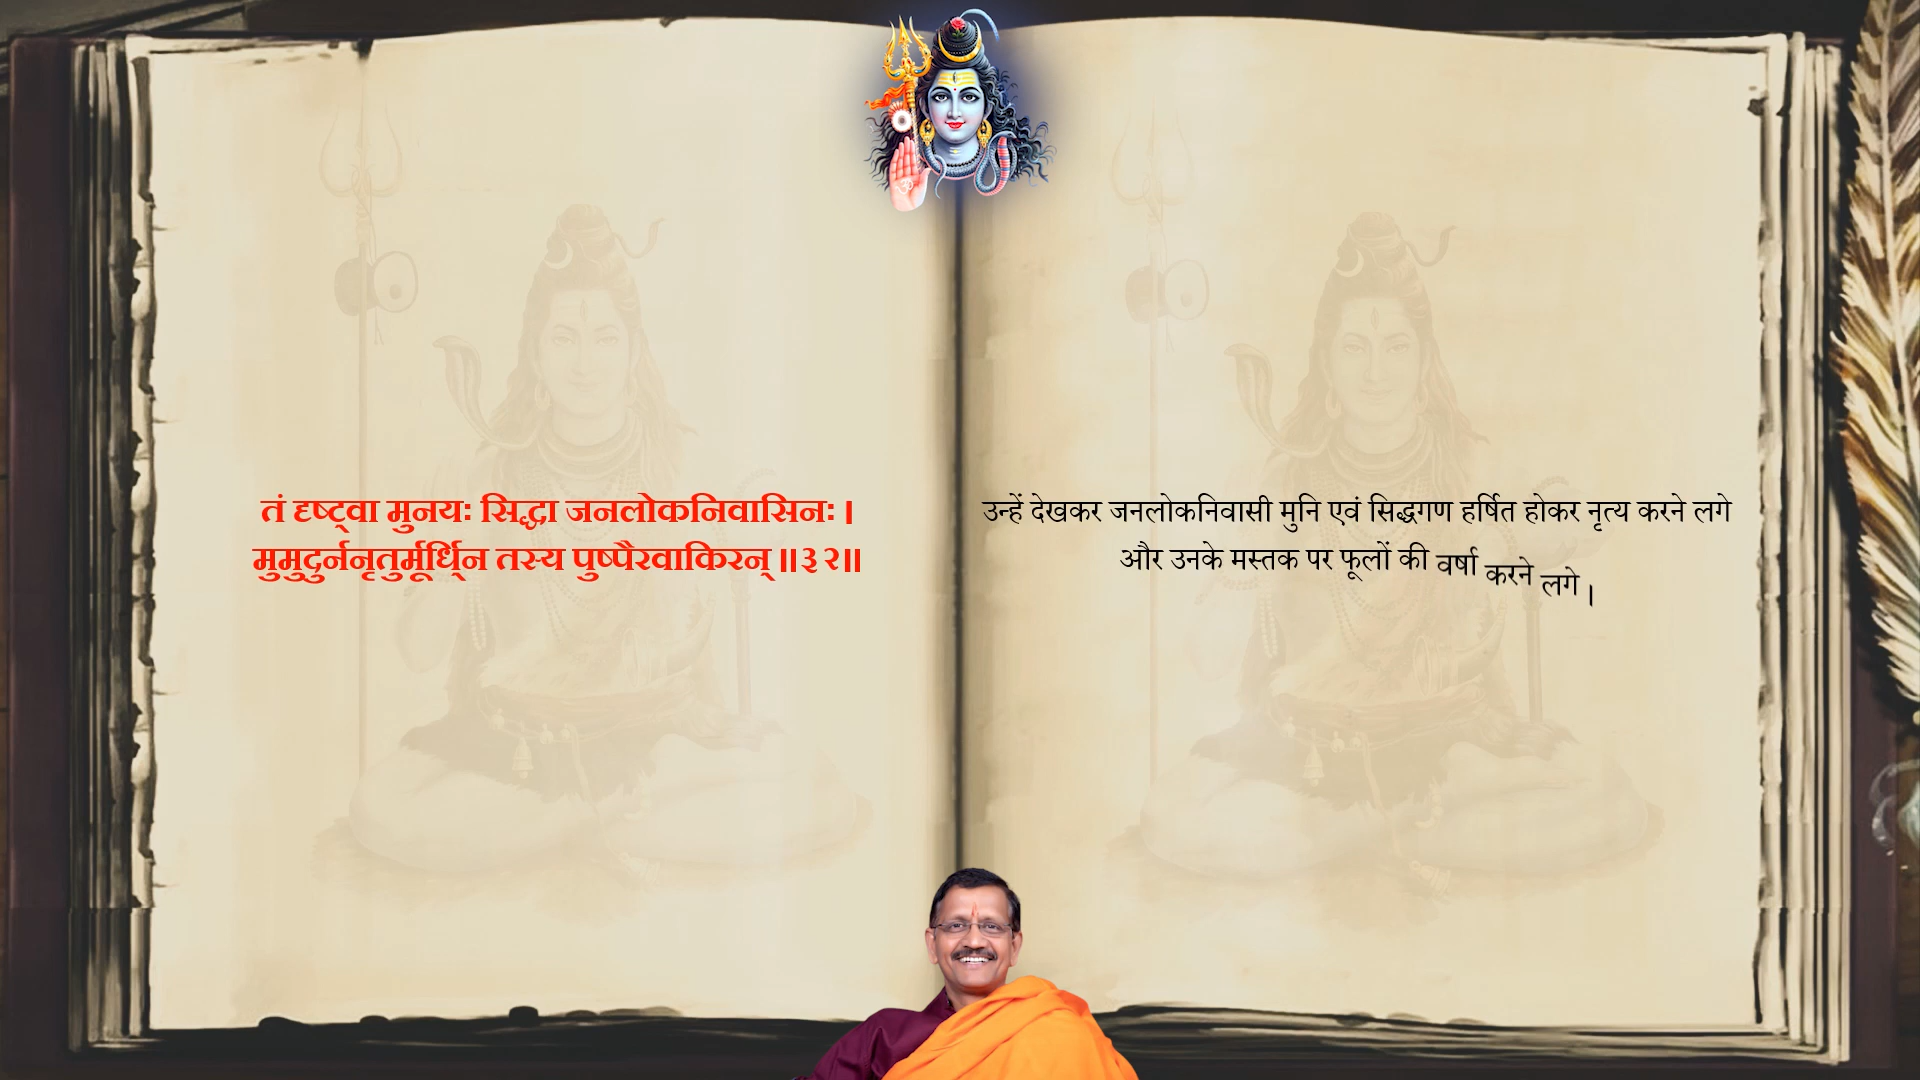 तं दृष्ट्वा मुनयः सिद्धा जनलोकनिवासिनः ।
मुमुदुर्ननृतुर्मूर्ध्नि तस्य पुष्पैरवाकिरन् ॥३२॥
उन्हें देखकर जनलोकनिवासी मुनि एवं सिद्धगण हर्षित होकर नृत्य करने लगे
और उनके मस्तक पर फूलों की वर्षा करने लगे ।